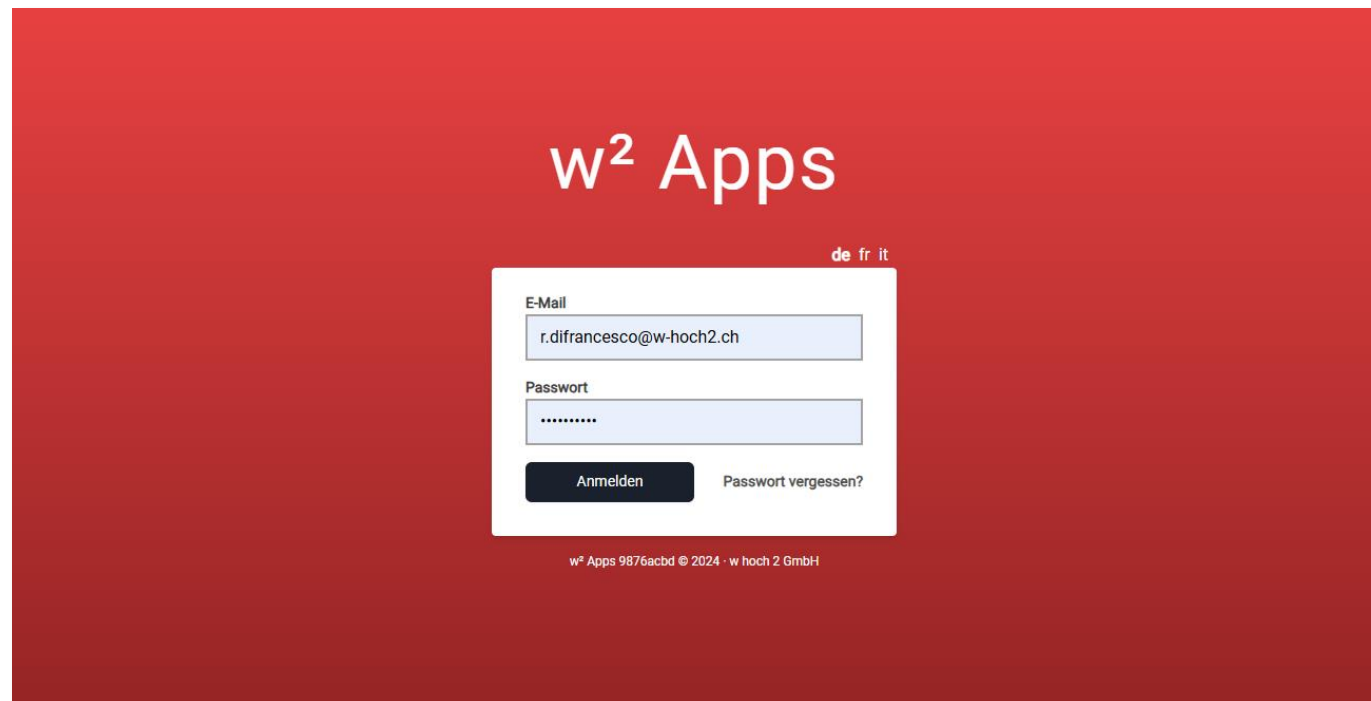 w² Apps
de fr it
E-Mail
r.difrancesco@w-hoch2.ch
Passwort
••••••••••
Anmelden Passwort vergessen?
w² Apps 9876acbd © 2024 · w hoch 2 GmbH